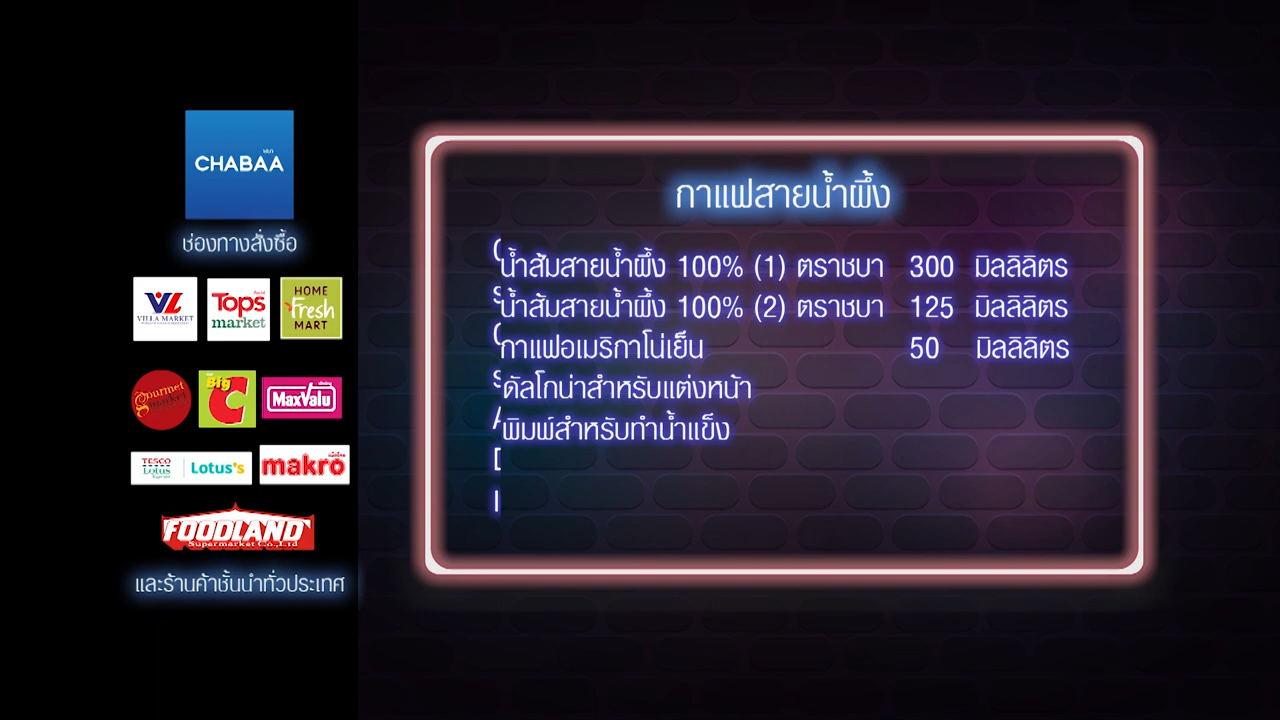 ชบา
CHABAA
ช่องทางสั่งซื้อ
VILLA MARKET
Tops
market
HOME
Fresh
MART
Gourmet
Market
Big
C
MaxValu
TESCO
Lotus
Lotus's
makro
FOODLAND
Supermarket Co.,Ltd
และร้านค้าชั้นนำทั่วประเทศ
กาแฟสายน้ำผึ้ง
น้ำส้มสายน้ำผึ้ง 100% (1) ตราชบา 300 มิลลิลิตร
น้ำส้มสายน้ำผึ้ง 100% (2) ตราชบา 125 มิลลิลิตร
กาแฟอเมริกาโน่เย็น 50 มิลลิลิตร
ดัลโกน่าสำหรับแต่งหน้า
พิมพ์สำหรับทำน้ำแข็ง